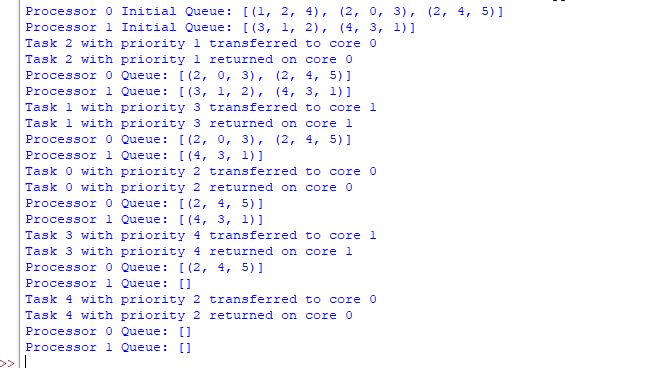 Processor 0 Initial Queue: [(1, 2, 4), (2, 0, 3), (2, 4, 5)]
Processor 1 Initial Queue: [(3, 1, 2), (4, 3, 1)]
Task 2 with priority 1 transferred to core 0
Task 2 with priority 1 returned on core 0
Processor 0 Queue: [(2, 0, 3), (2, 4, 5)]
Processor 1 Queue: [(3, 1, 2), (4, 3, 1)]
Task 1 with priority 3 transferred to core 1
Task 1 with priority 3 returned on core 1
Processor 0 Queue: [(2, 0, 3), (2, 4, 5)]
Processor 1 Queue: [(4, 3, 1)]
Task 0 with priority 2 transferred to core 0
Task 0 with priority 2 returned on core 0
Processor 0 Queue: [(2, 4, 5)]
Processor 1 Queue: [(4, 3, 1)]
Task 3 with priority 4 transferred to core 1
Task 3 with priority 4 returned on core 1
Processor 0 Queue: [(2, 4, 5)]
Processor 1 Queue: []
Task 4 with priority 2 transferred to core 0
Task 4 with priority 2 returned on core 0
Processor 0 Queue: []
Processor 1 Queue: []
>>